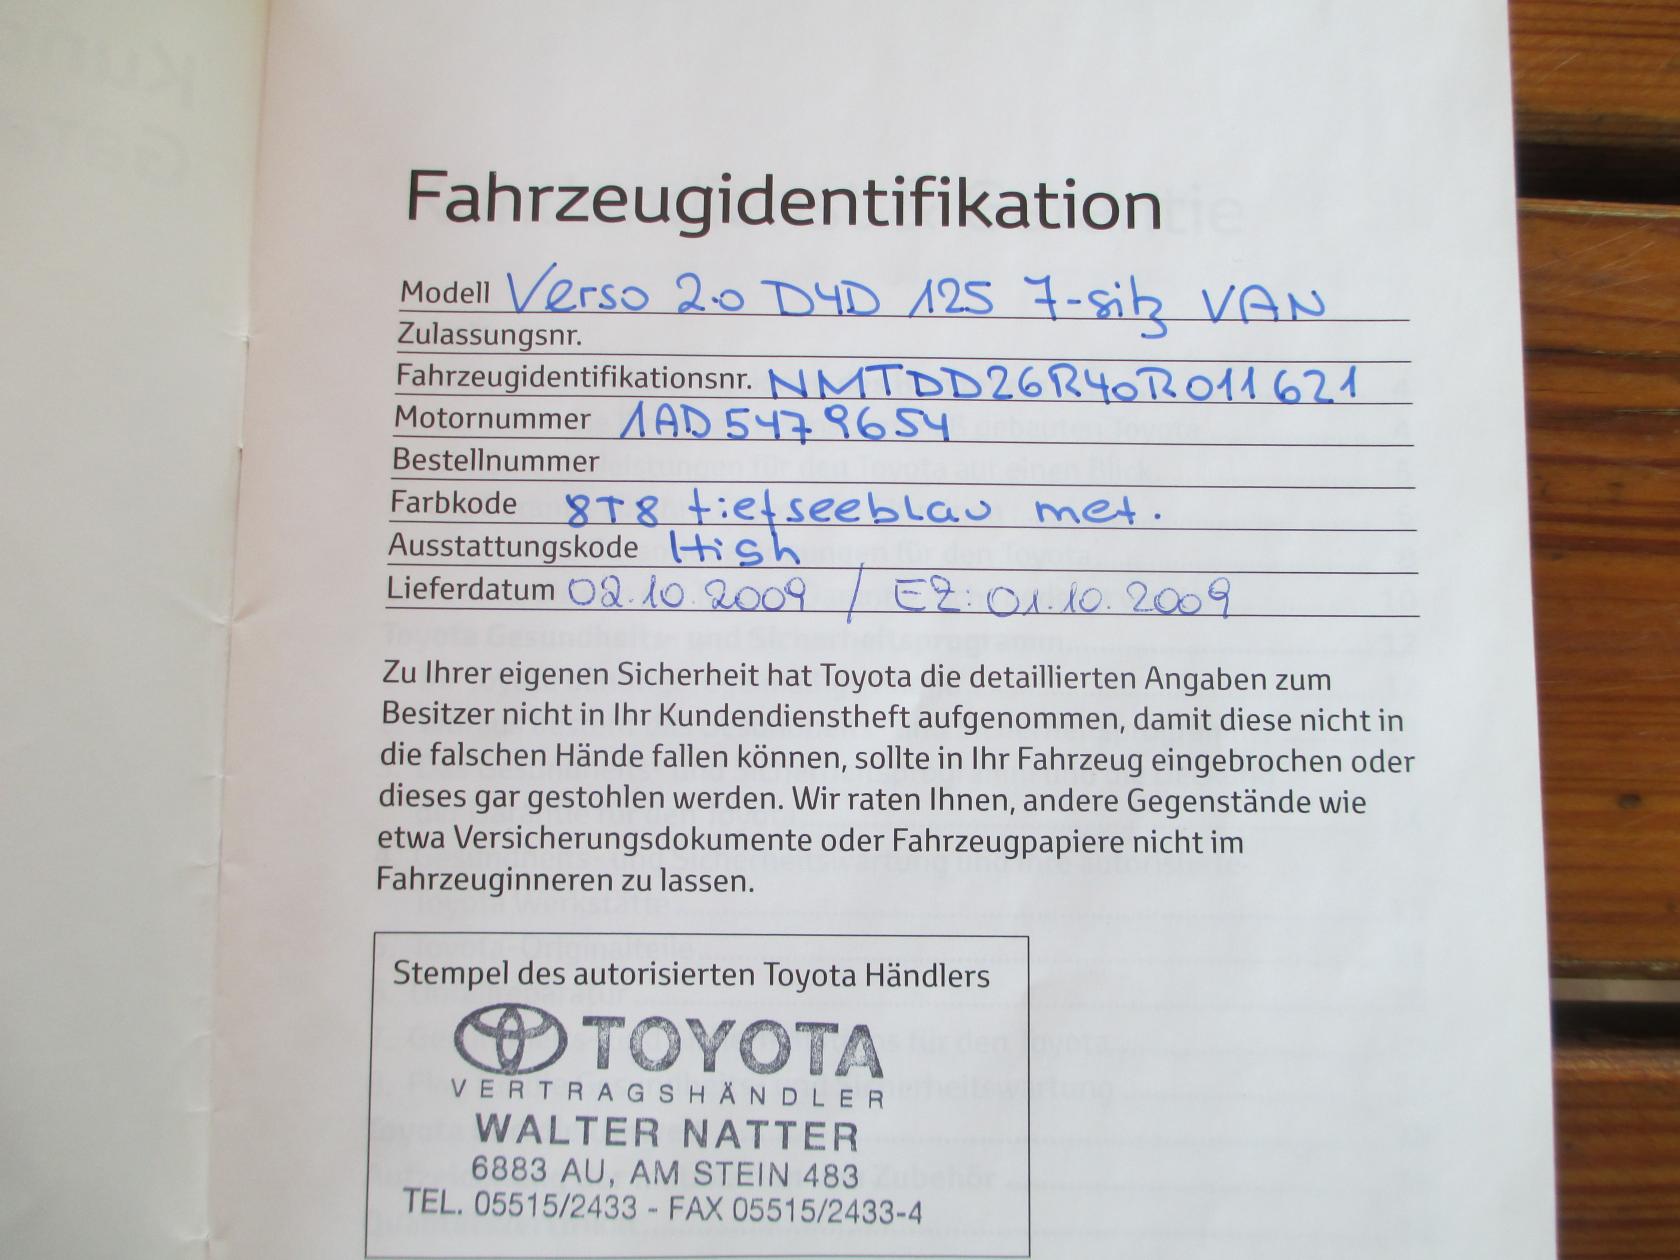 Fahrzeugidentifikation
Modell Verso 2.0 D4D 125 7-sitz VAN
Zulassungsnr.
Fahrzeugidentifikationsnr. NMTDD26R40R011621
Motornummer 1AD5479654
Bestellnummer
Farbkode 8T8 tiefseeblau met.
Ausstattungskode High
Lieferdatum 02.10.2009 / EZ: 01.10.2009
Zu Ihrer eigenen Sicherheit hat Toyota die detaillierten Angaben zum
Besitzer nicht in Ihr Kundendienstheft aufgenommen, damit diese nicht in
die falschen Hände fallen können, sollte in Ihr Fahrzeug eingebrochen oder
dieses gar gestohlen werden. Wir raten Ihnen, andere Gegenstände wie
etwa Versicherungsdokumente oder Fahrzeugpapiere nicht im
Fahrzeuginneren zu lassen.
Stempel des autorisierten Toyota Händlers
TOYOTA
VERTRAGSHÄNDLER
WALTER NATTER
6883 AU, AM STEIN 483
TEL. 05515/2433 - FAX 05515/2433-4